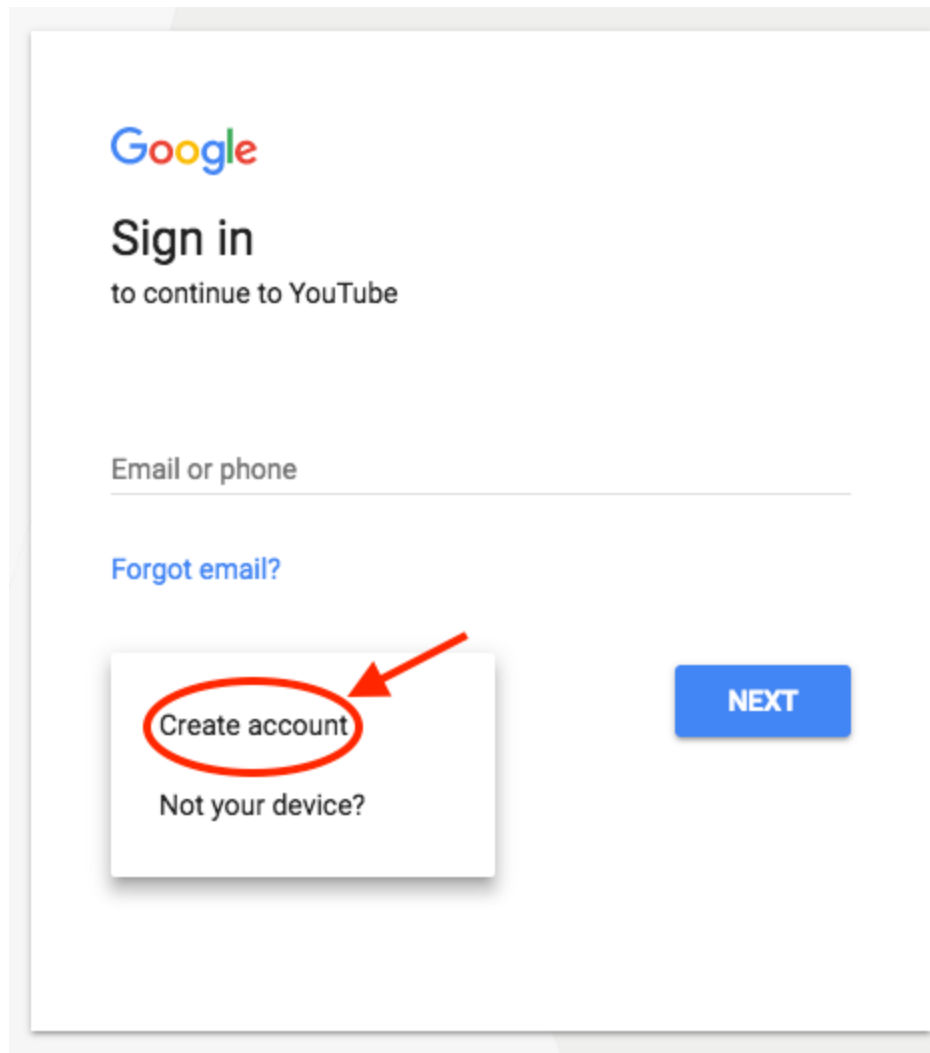 Google
Sign in
to continue to YouTube
Email or phone
Forgot email?
Create account
NEXT
Not your device?